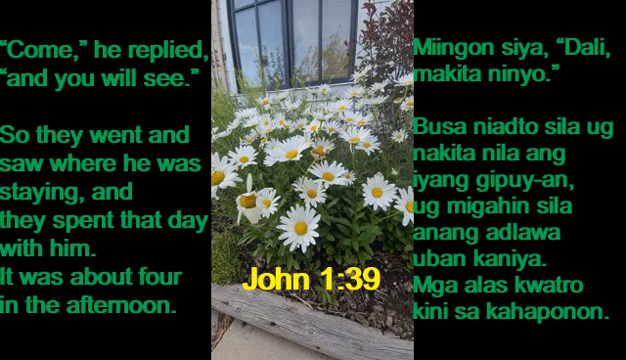 “Come,” he replied,
“and you will see.”
So they went and
saw where he was
staying, and
they spent that day
with him.
It was about four
in the afternoon.
John 1:39
Miingon siya, “Dali,
makita ninyo.”
Busa niadto sila ug
nakita nila ang
iyang gipuy-an,
ug migahin sila
anang adlawa
uban kaniya.
Mga alas kwatro
kini sa kahaponon.